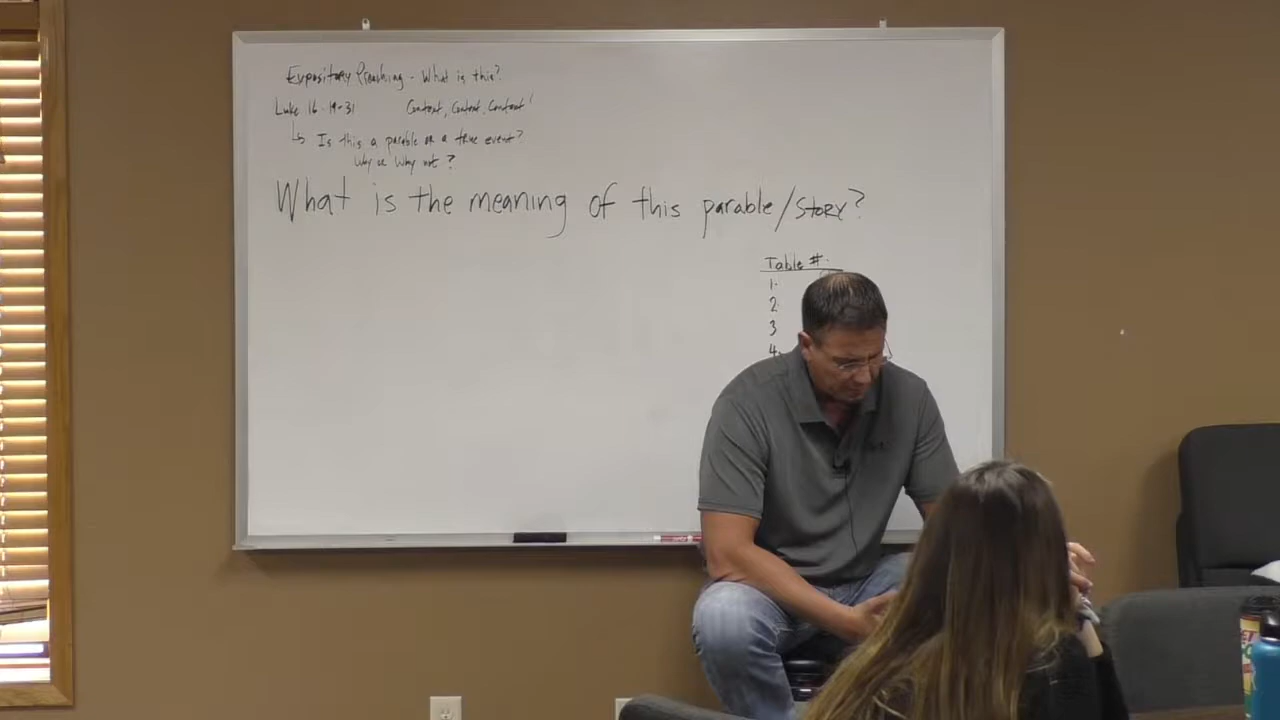 Expository Preaching - What is this?
Luke 16:19-31 Context, Context, Context!
Is this a parable or a true event?
Why or Why not?
What is the meaning of this parable/STORY?
Table #
1.
2
3
4.